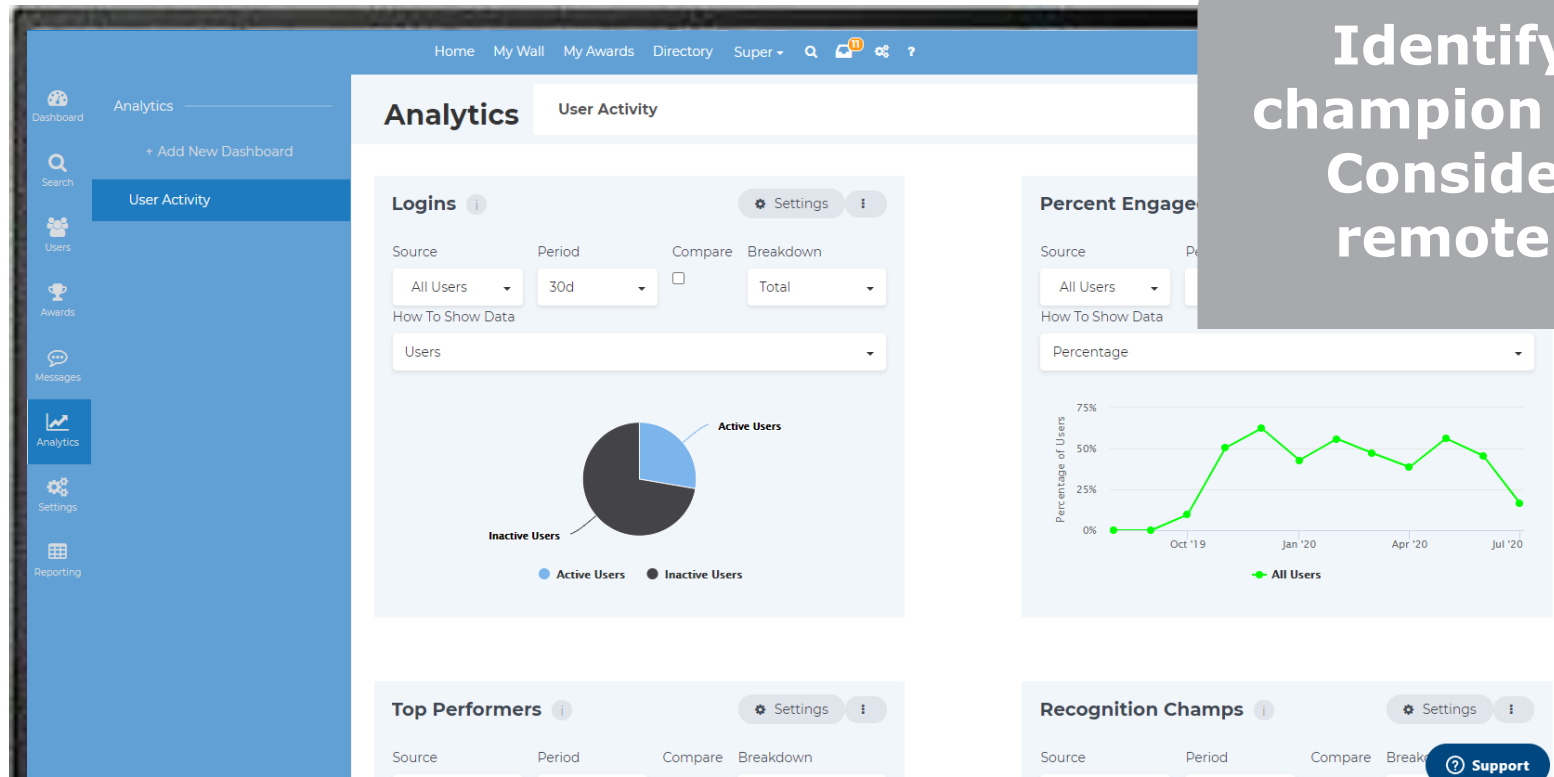 Home My Wall My Awards Directory Super 11 ?
Identify
champion
Conside
remote
Dashboard
Search
Users
Awards
Messages
Analytics
Settings
Reporting
Analytics
+ Add New Dashboard
User Activity
Analytics User Activity
Logins i Settings
Source Period Compare Breakdown
All Users 30d Total
How To Show Data
Users
Active Users
Inactive Users
Active Users Inactive Users
Percent Engage
Source Pe
All Users
How To Show Data
Percentage
Percentage of Users
75%
50%
25%
0%
Oct '19 Jan '20 Apr '20 Jul '20
All Users
Top Performers i Settings
Source Period Compare Breakdown
Recognition Champs i Settings
Source Period Compare Breakd
? Support